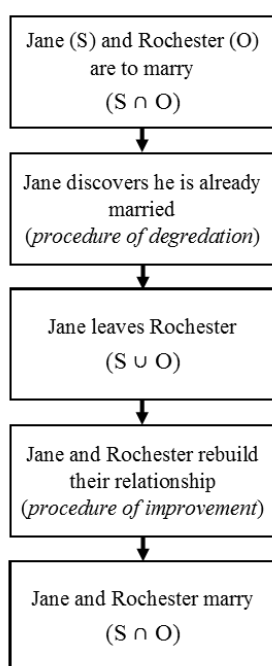 Jane (S) and Rochester (O)
are to marry
(S ∩ O)
Jane discovers he is already
married
(procedure of degredation)
Jane leaves Rochester
(S ∪ O)
Jane and Rochester rebuild
their relationship
(procedure of improvement)
Jane and Rochester marry
(S ∩ O)